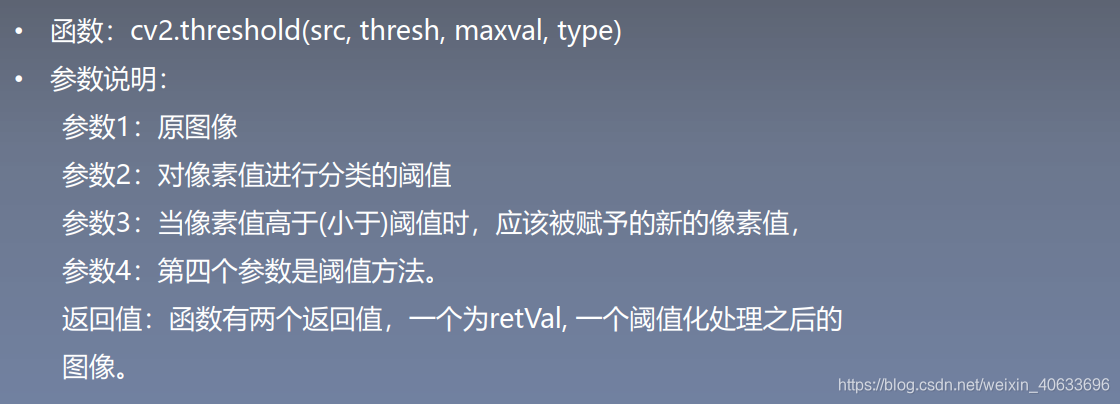 • 函数：cv2.threshold(src, thresh, maxval, type)
• 参数说明：
参数1：原图像
参数2：对像素值进行分类的阈值
参数3：当像素值高于(小于)阈值时，应该被赋予的新的像素值，
参数4：第四个参数是阈值方法。
返回值：函数有两个返回值，一个为retVal, 一个阈值化处理之后的
图像。
https://blog.csdn.net/weixin_40633696